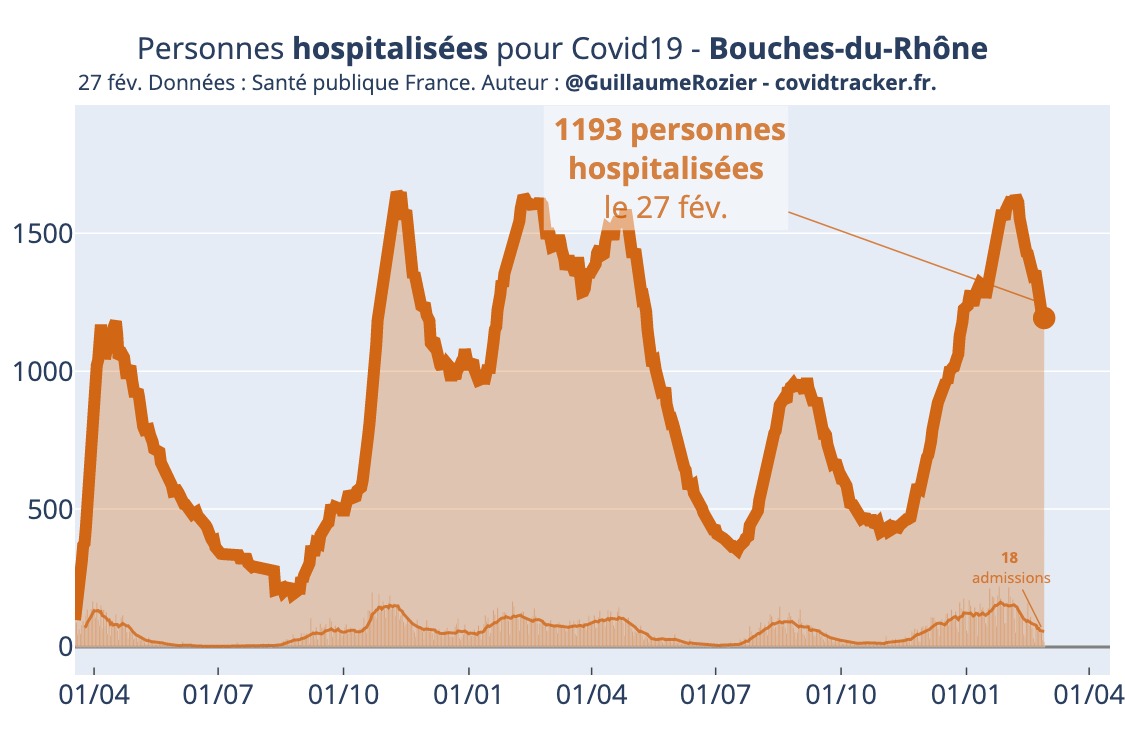 Personnes hospitalisées pour Covid19 - Bouches-du-Rhône
27 fév. Données : Santé publique France. Auteur : @GuillaumeRozier - covidtracker.fr.
1193 personnes
hospitalisées
le 27 fév.
1500
1000
500
18
admissions
0
01/04 01/07 01/10 01/01 01/04 01/07 01/10 01/01 01/04